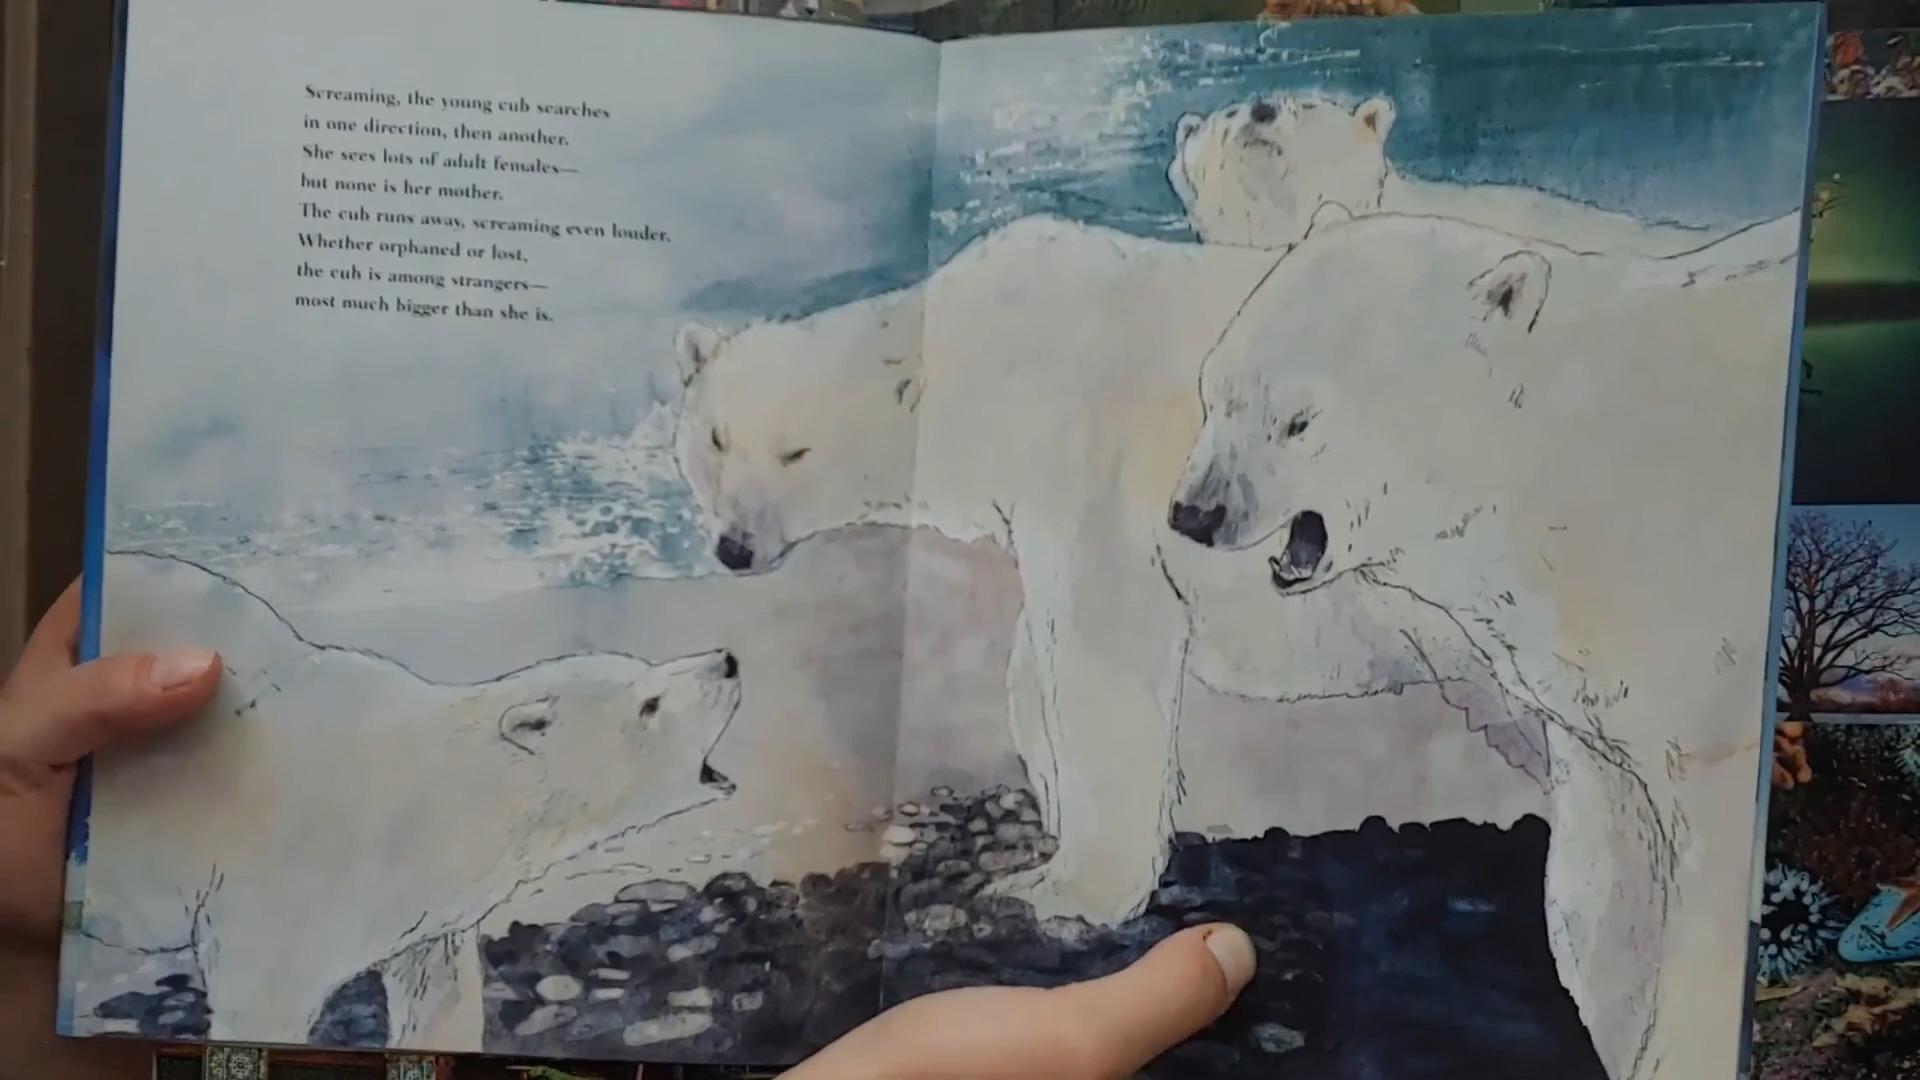 Screaming, the young cub searches
in one direction, then another.
She sees lots of adult females—
but none is her mother.
The cub runs away, screaming even louder.
Whether orphaned or lost,
the cub is among strangers—
most much bigger than she is.